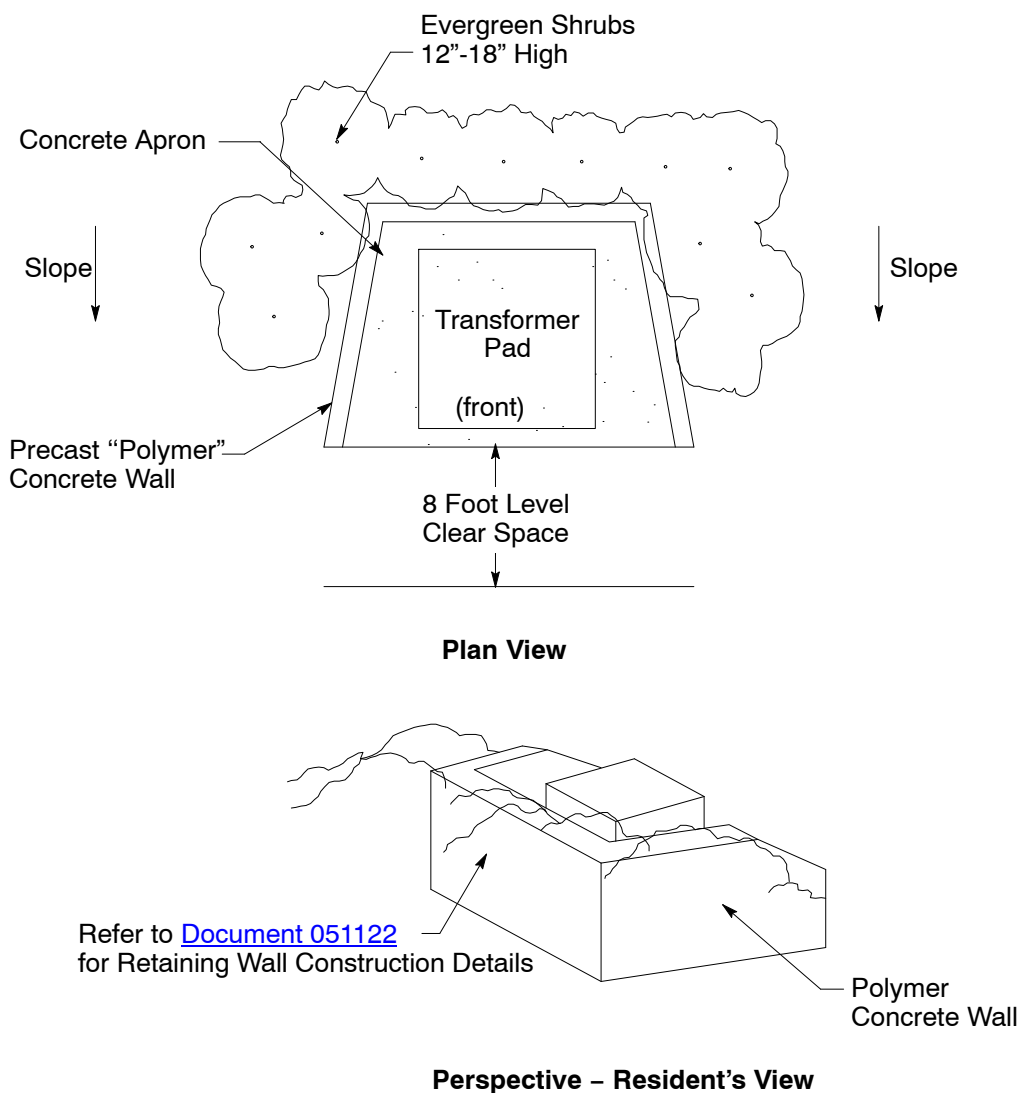 Evergreen Shrubs
12”-18” High
Concrete Apron
Slope
Slope
Transformer
Pad
(front)
Precast “Polymer”
Concrete Wall
8 Foot Level
Clear Space
Plan View
Refer to Document 051122
for Retaining Wall Construction Details
Polymer
Concrete Wall
Perspective – Resident’s View